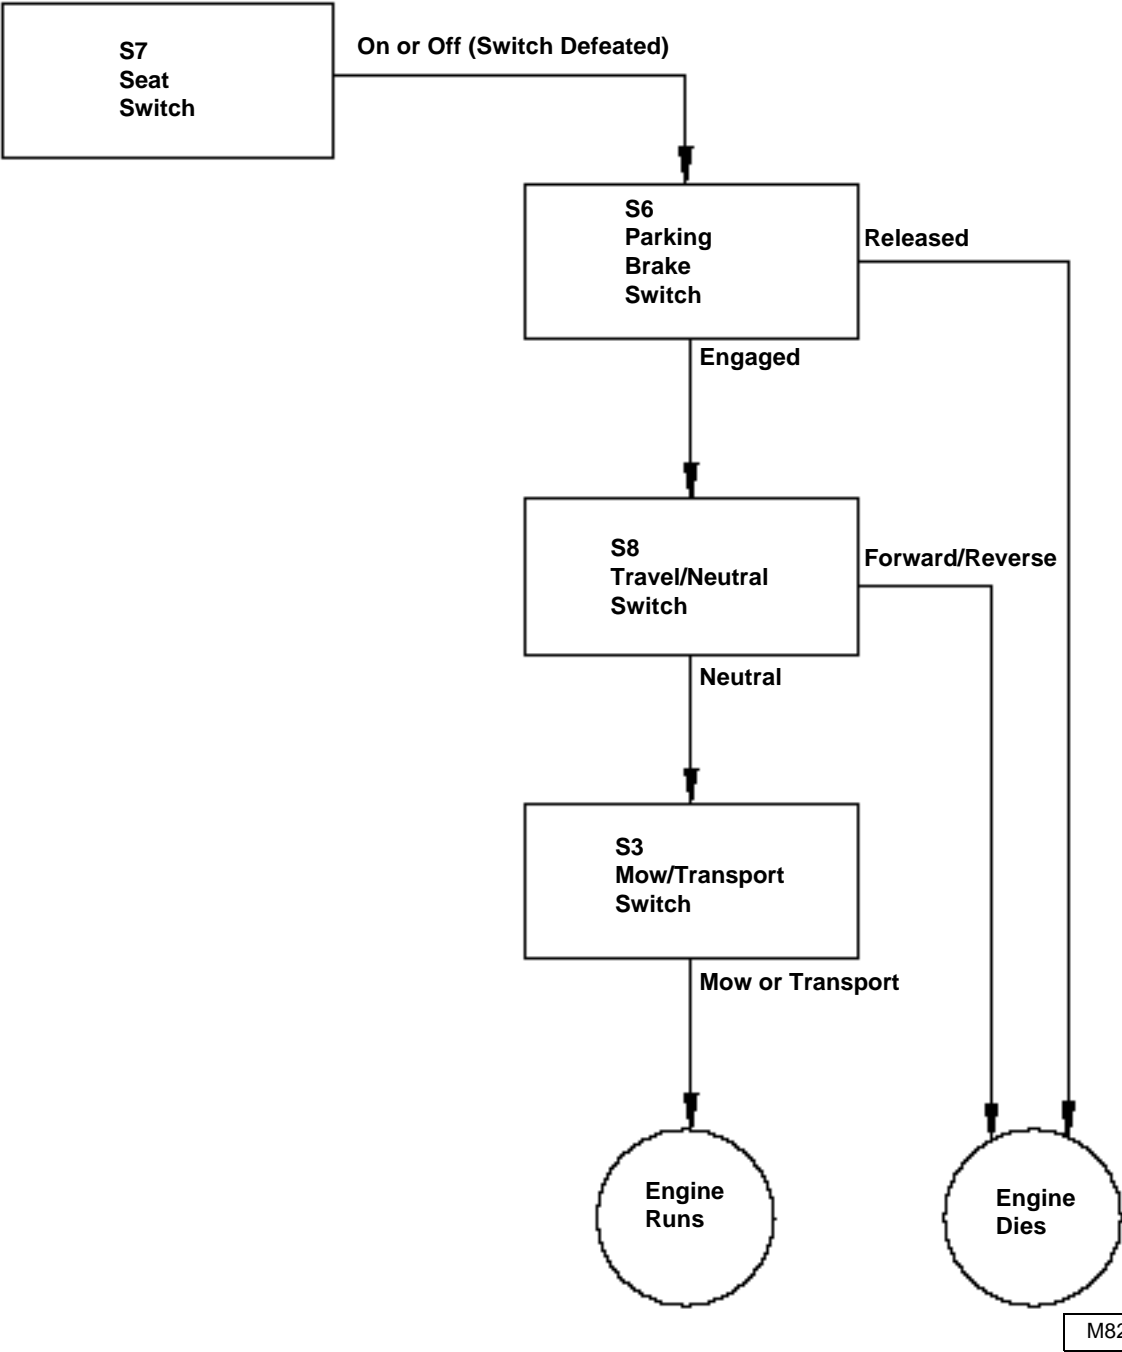 S7
Seat
Switch
On or Off (Switch Defeated)
S6
Parking
Brake
Switch
Released
Engaged
S8
Travel/Neutral
Switch
Forward/Reverse
Neutral
S3
Mow/Transport
Switch
Mow or Transport
Engine
Runs
Engine
Dies
M82